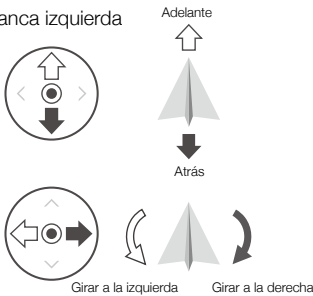 anca izquierda
Adelante
Atrás
Girar a la izquierda
Girar a la derecha